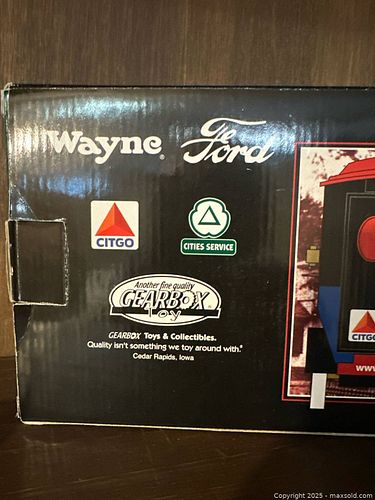 Wayne® Ford
CITGO
CITIES SERVICE
Another fine quality
GEARBOX
Toy
GEARBOX Toys & Collectibles.
Quality isn't something we toy around with.®
Cedar Rapids, Iowa
CITGO
www
Copyright 2025 - maxsold.com